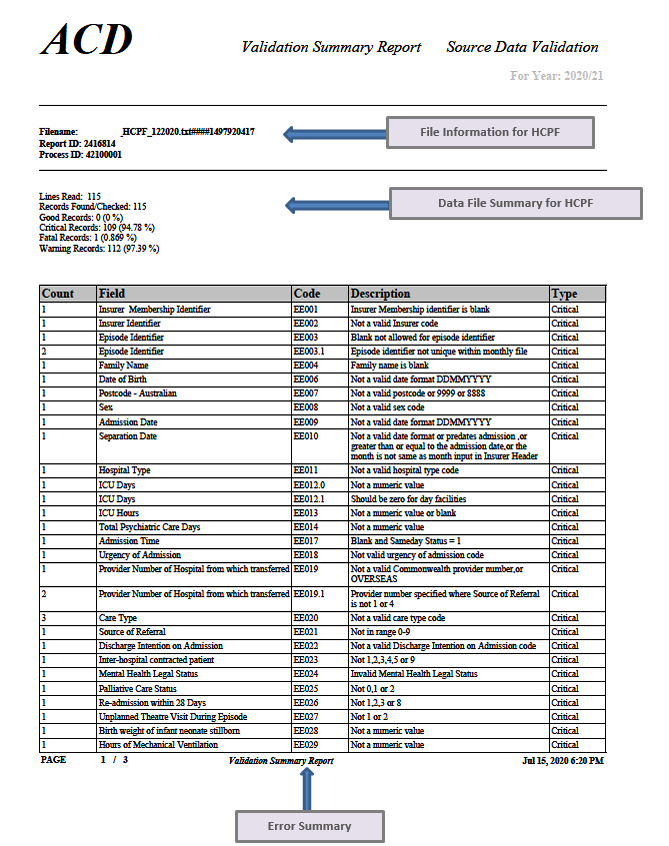 ACD
Validation Summary Report Source Data Validation
For Year: 2020/21
Filename: _HCPF_122020.txt####1497920417
File Information for HCPF
Report ID: 2416814
Process ID: 42100001
Lines Read: 115
Data File Summary for HCPF
Records Found/Checked: 115
Good Records: 0 (0 %)
Critical Records: 109 (94.78 %)
Fatal Records: 1 (0.869 %)
Warning Records: 112 (97.39 %)
Count Field Code Description Type
1 Insurer Membership Identifier EE001 Insurer Membership identifier is blank Critical
1 Insurer Identifier EE002 Not a valid Insurer code Critical
1 Episode Identifier EE003 Blank not allowed for episode identifier Critical
2 Episode Identifier EE003.1 Episode identifier not unique within monthly file Critical
1 Family Name EE004 Family name is blank Critical
1 Date of Birth EE006 Not a valid date format DDMMYYYY Critical
1 Postcode - Australian EE007 Not a valid postcode or 9999 or 8888 Critical
1 Sex EE008 Not a valid sex code Critical
1 Admission Date EE009 Not a valid date format DDMMYYYY Critical
1 Separation Date EE010 Not a valid date format or predates admission ,or Critical
greater than or equal to the admission date,or the
month is not same as month input in Insurer Header
1 Hospital Type EE011 Not a valid hospital type code Critical
1 ICU Days EE012.0 Not a numeric value Critical
1 ICU Days EE012.1 Should be zero for day facilities Critical
1 ICU Hours EE013 Not a numeric value or blank Critical
1 Total Psychiatric Care Days EE014 Not a numeric value Critical
1 Admission Time EE017 Blank and Sameday Status = 1 Critical
1 Urgency of Admission EE018 Not valid urgency of admission code Critical
1 Provider Number of Hospital from which transferred EE019 Not a valid Commonwealth provider number,or Critical
OVERSEAS
2 Provider Number of Hospital from which transferred EE019.1 Provider number specified where Source of Referral Critical
is not 1 or 4
3 Care Type EE020 Not a valid care type code Critical
1 Source of Referral EE021 Not in range 0-9 Critical
1 Discharge Intention on Admission EE022 Not a valid Discharge Intention on Admission code Critical
1 Inter-hospital contracted patient EE023 Not 1,2,3,4,5 or 9 Critical
1 Mental Health Legal Status EE024 Invalid Mental Health Legal Status Critical
1 Palliative Care Status EE025 Not 0,1 or 2 Critical
1 Re-admission within 28 Days EE026 Not 1,2,3 or 8 Critical
1 Unplanned Theatre Visit During Episode EE027 Not 1 or 2 Critical
1 Birth weight of infant neonate stillborn EE028 Not a numeric value Critical
1 Hours of Mechanical Ventilation EE029 Not a numeric value Critical
PAGE 1 / 3 Validation Summary Report Jul 15, 2020 6:20 PM
Error Summary